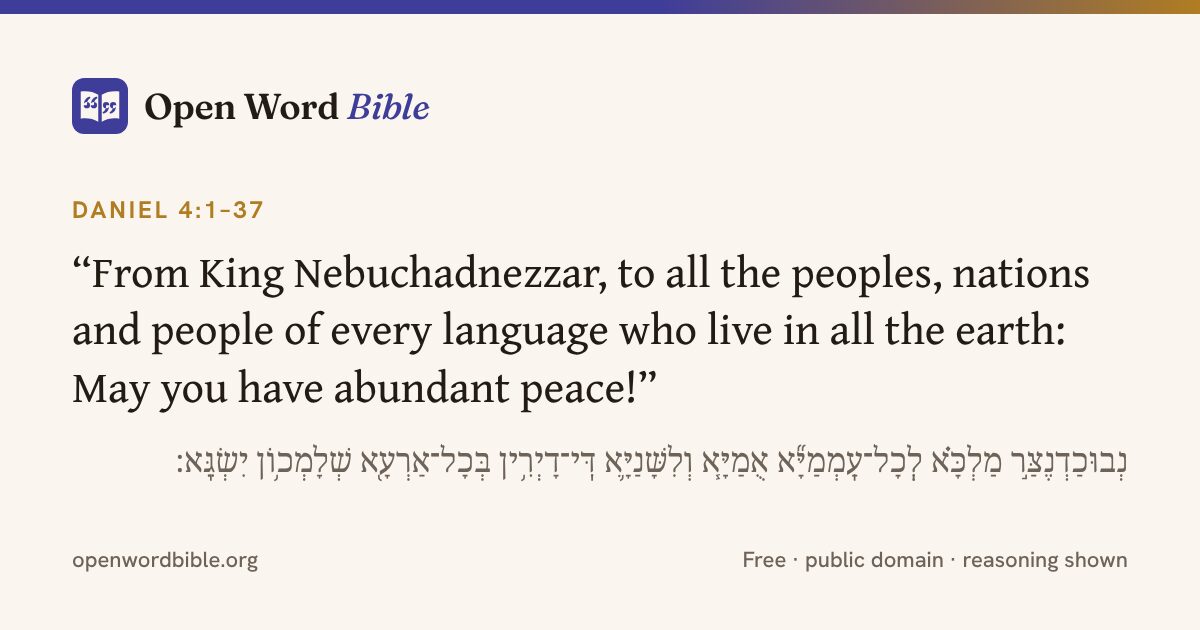 Open Word Bible
DANIEL 4:1–37
“From King Nebuchadnezzar, to all the peoples, nations
and people of every language who live in all the earth:
May you have abundant peace!”
נְבוּכַדְנֶצַּ֣ר מַלְכָּ֗א לְֽכָל־עַֽמְמַיָּ֞א אֻמַיָּ֧א וְלִשָּׁנַיָּ֛א דִּֽי־דָיְרִ֥ין בְּכָל־אַרְעָ֖א שְׁלָמְכ֥וֹן יִשְׂגֵּֽא׃
openwordbible.org
Free · public domain · reasoning shown